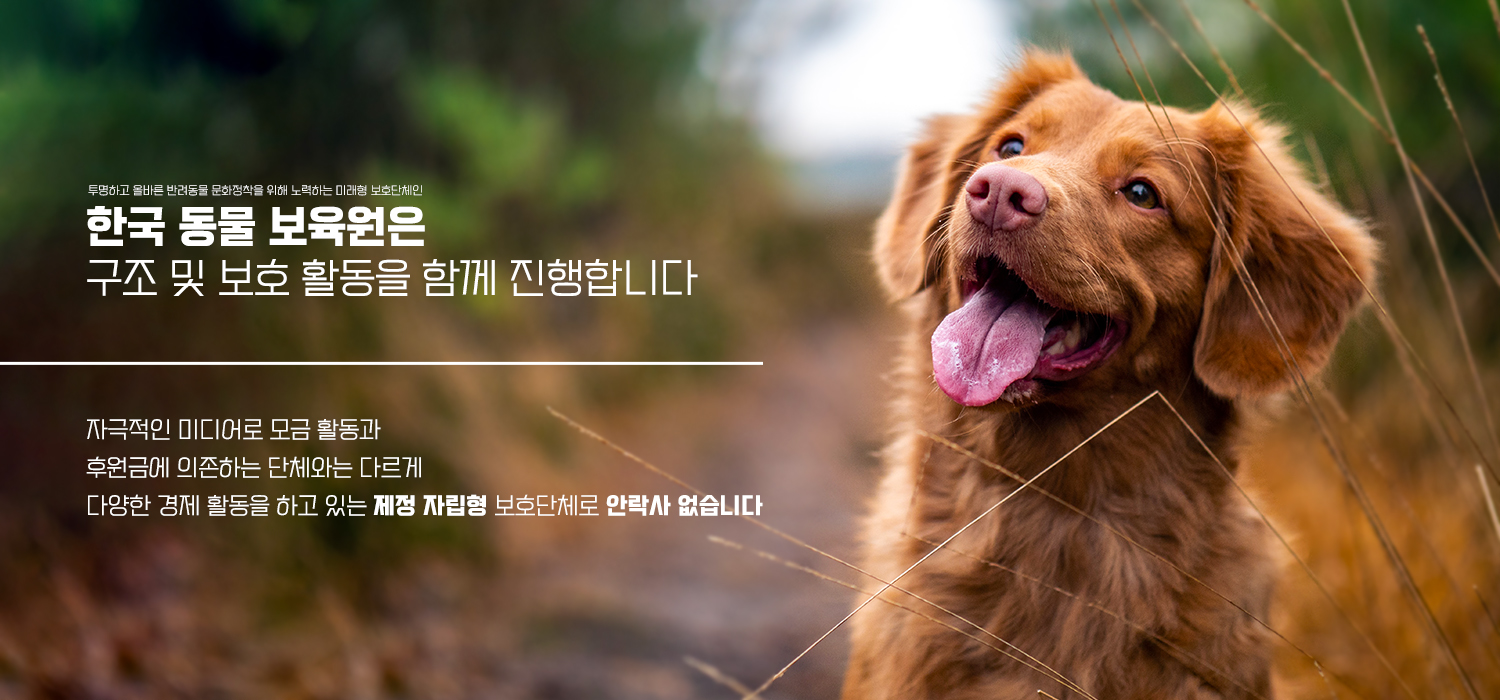 투명하고 올바른 반려동물 문화정착을 위해 노력하는 미래형 보호단체인
한국 동물 보육원은
구조 및 보호 활동을 함께 진행합니다
자극적인 미디어로 모금 활동과
후원금에 의존하는 단체와는 다르게
다양한 경제 활동을 하고 있는 재정 자립형 보호단체로 안락사 없습니다